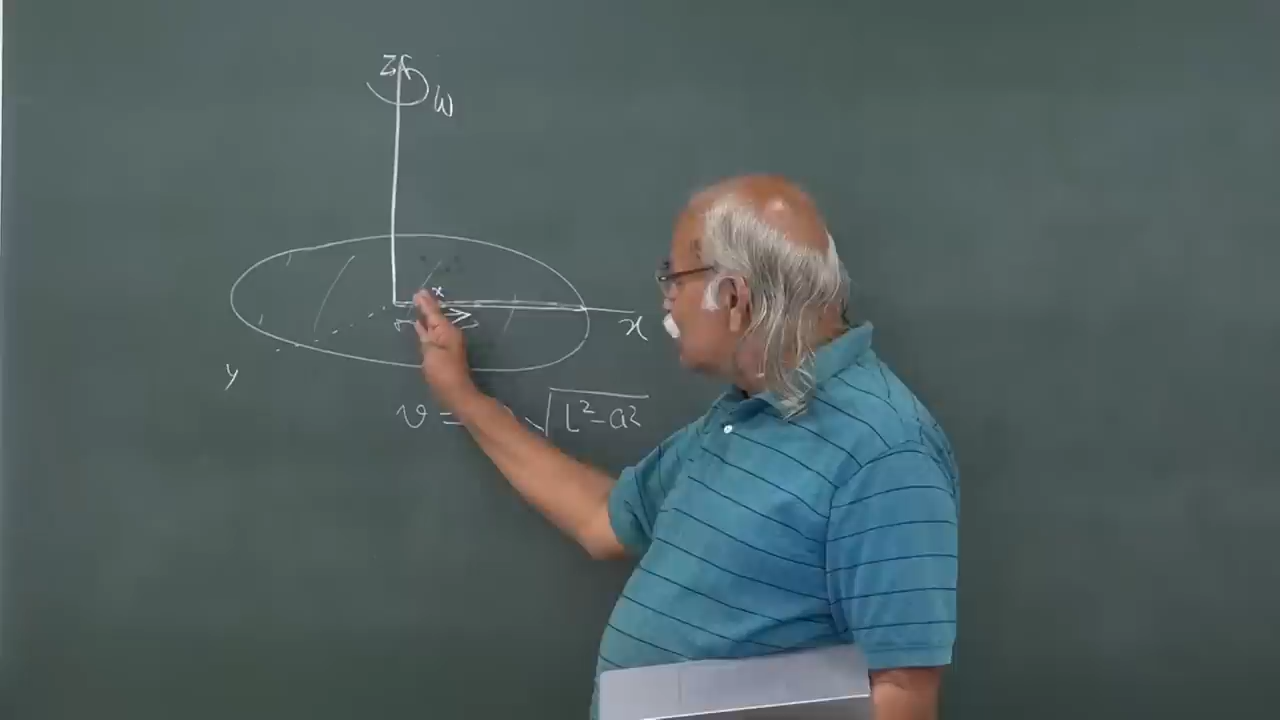 z
ω
x
x
y
v = √(l²-a²)